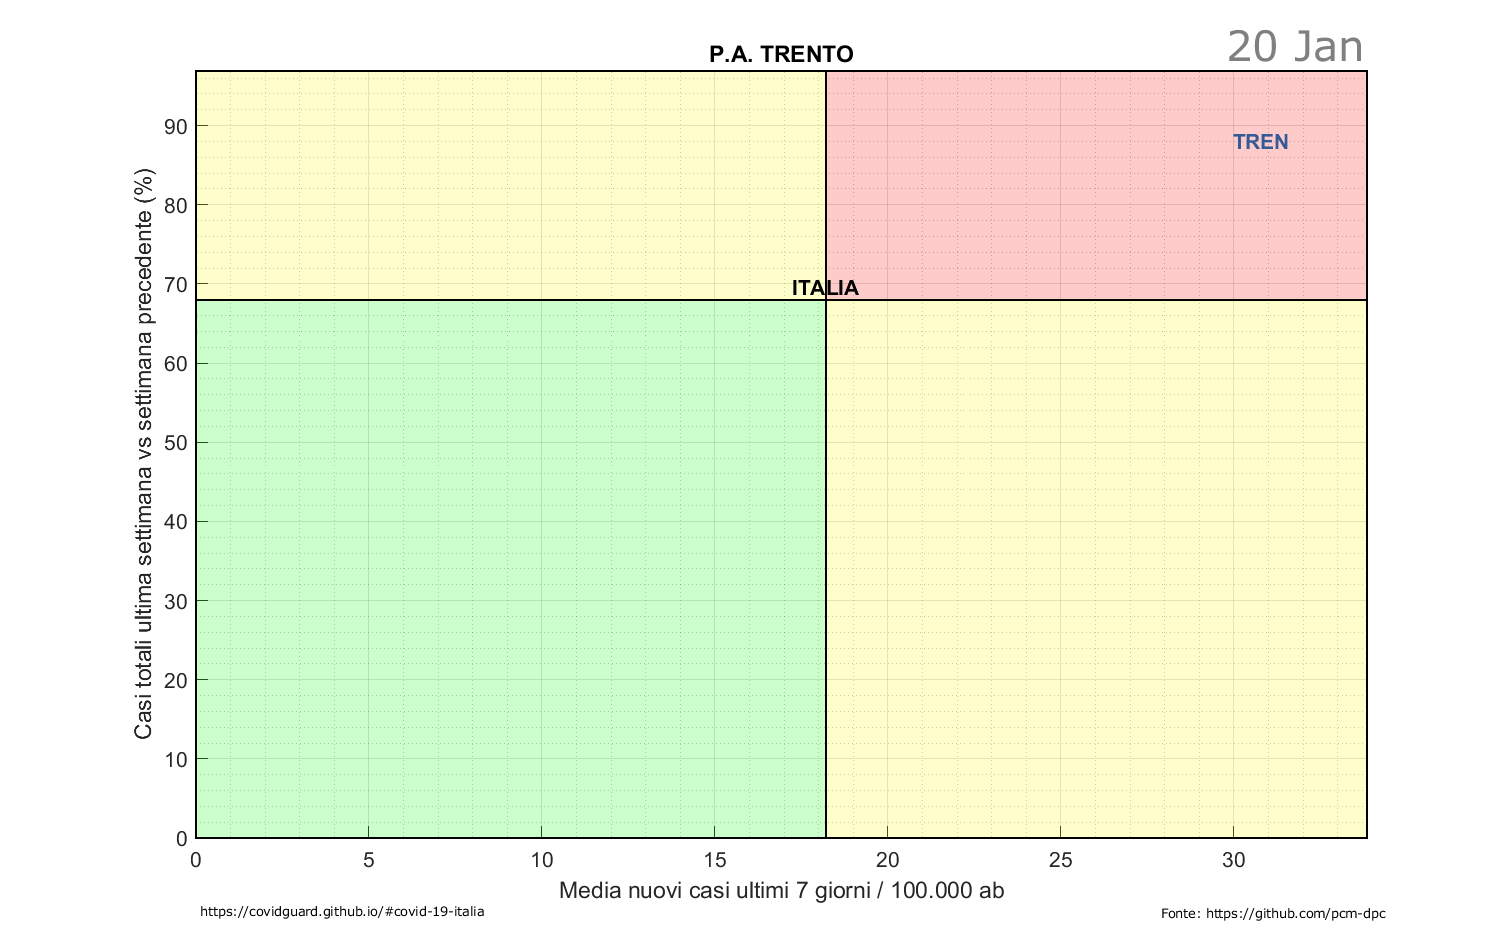 P.A. TRENTO
20 Jan
Casi totali ultima settimana vs settimana precedente (%)
90
80
70
60
50
40
30
20
10
0
TREN
ITALIA
0 5 10 15 20 25 30
Media nuovi casi ultimi 7 giorni / 100.000 ab
https://covidguard.github.io/#covid-19-italia
Fonte: https://github.com/pcm-dpc